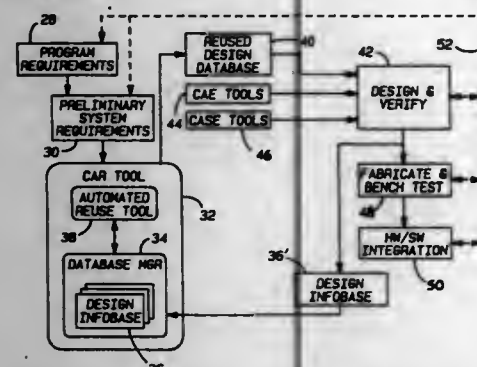 28
PROGRAM
REQUIREMENTS
PRELIMINARY
SYSTEM
REQUIREMENTS
30
CAR TOOL
AUTOMATED
REUSE TOOL
38
32
34
DATABASE MGR
DESIGN
INFOBASE
REUSED
DESIGN
DATABASE
40
44
CAE TOOLS
CASE TOOLS
46
42
DESIGN &
VERIFY
52
FABRICATE &
BENCH TEST
48
HW/SW
INTEGRATION
50
36'
DESIGN
INFOBASE